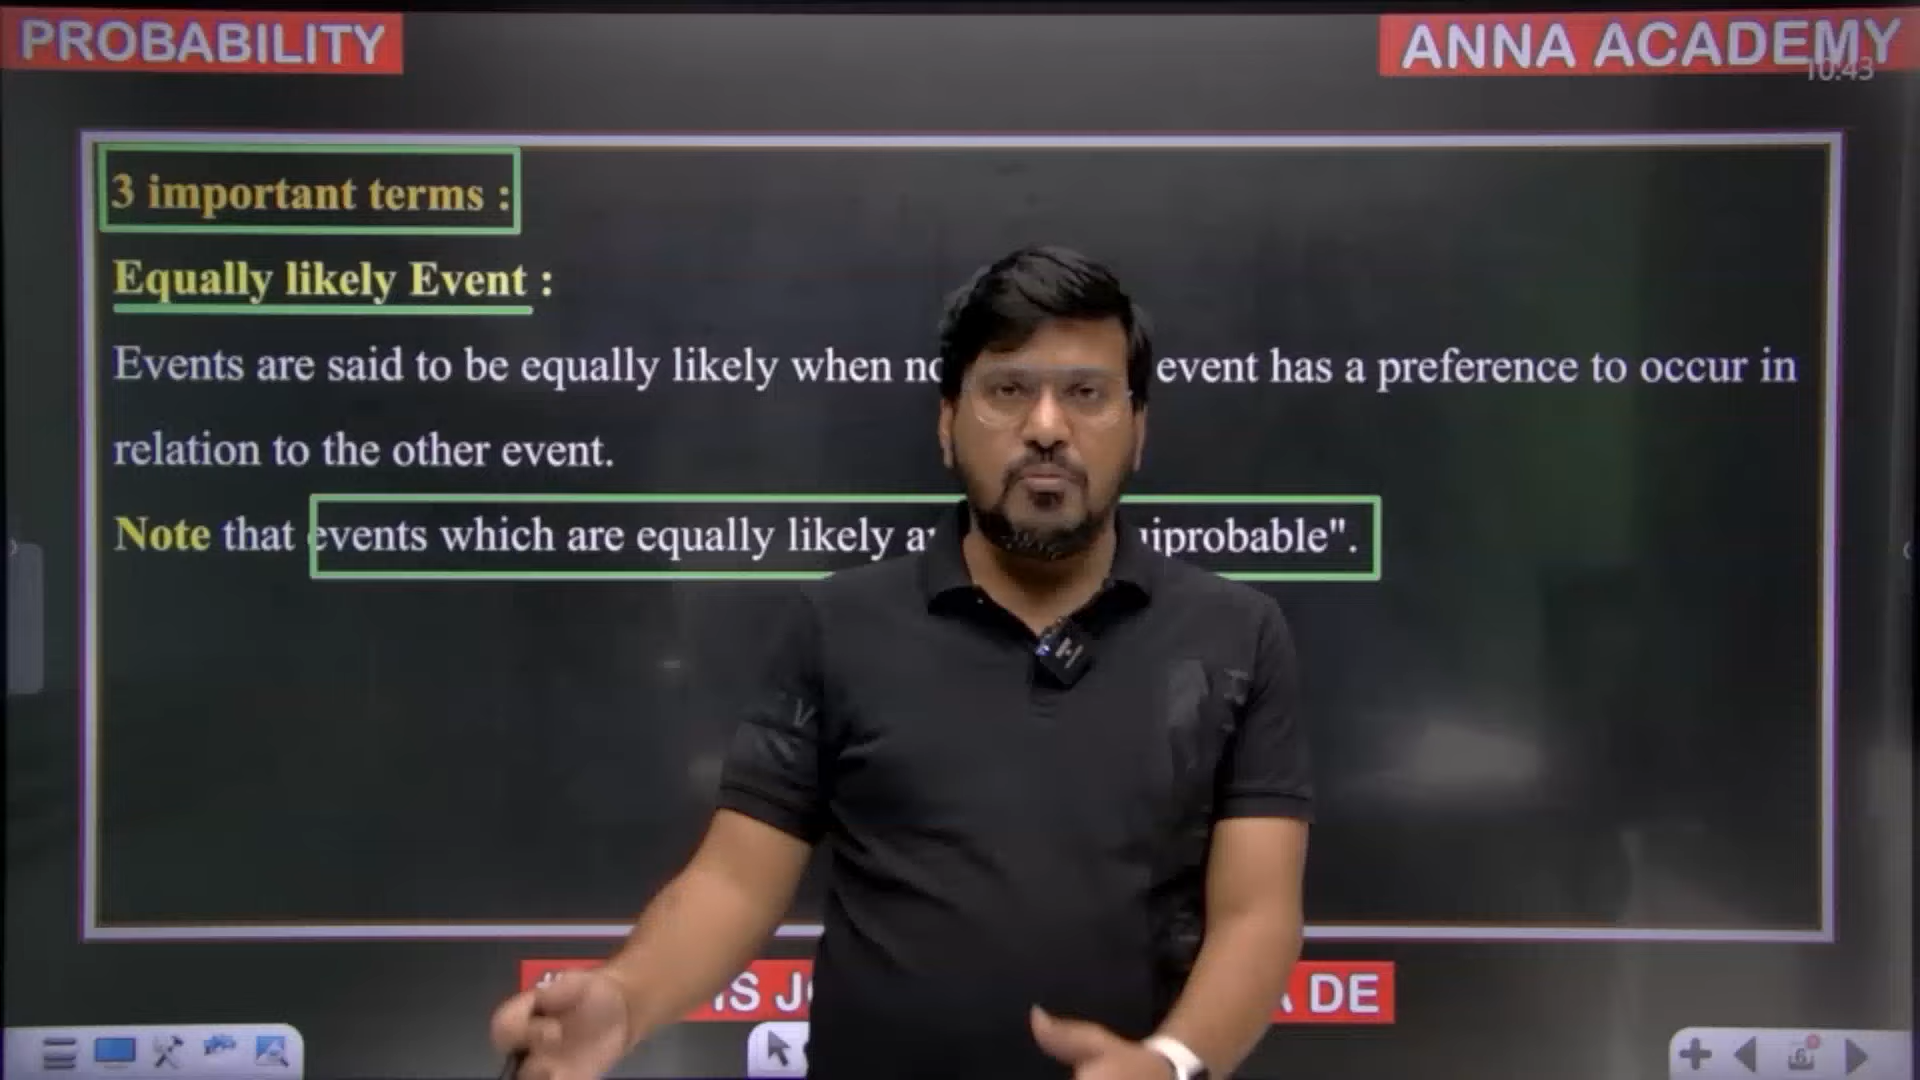 PROBABILITY
ANNA ACADEMY
10:43
3 important terms :
Equally likely Event :
Events are said to be equally likely when event has a preference to occur in
relation to the other event.
Note that events which are equally likely
IS
DE